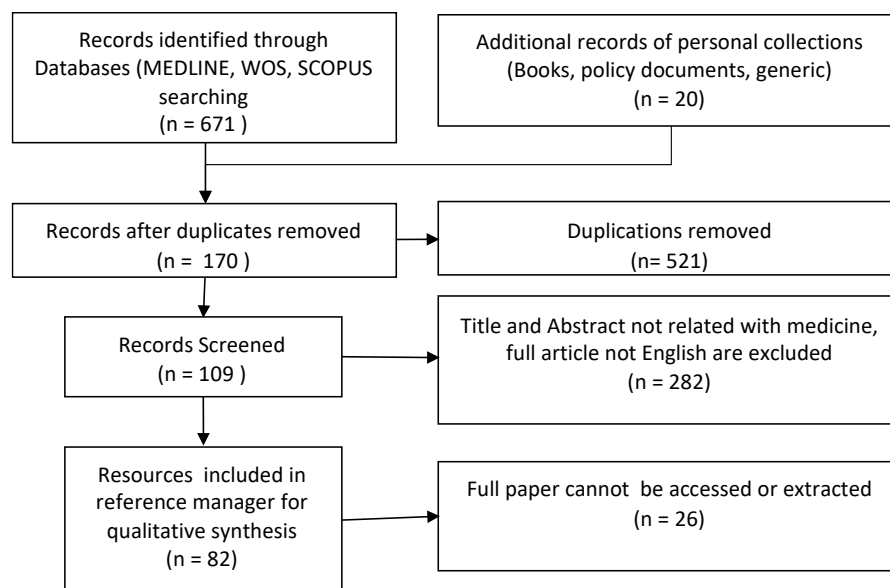 Records identified through
Databases (MEDLINE, WOS, SCOPUS
searching
(n = 671 )
Additional records of personal collections
(Books, policy documents, generic)
(n = 20)
Records after duplicates removed
(n = 170 )
Duplications removed
(n= 521)
Records Screened
(n = 109 )
Title and Abstract not related with medicine,
full article not English are excluded
(n = 282)
Resources included in
reference manager for
qualitative synthesis
(n = 82)
Full paper cannot be accessed or extracted
(n = 26)